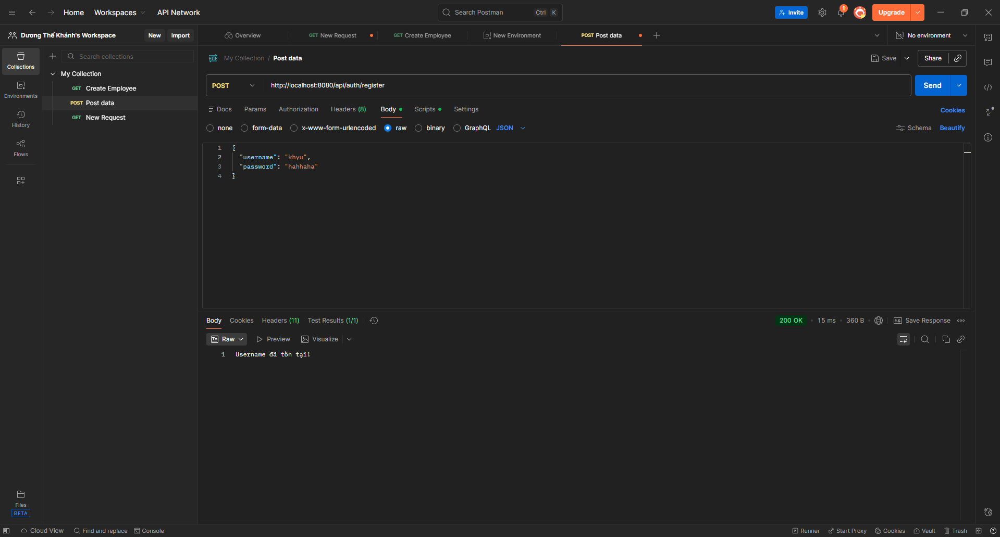 Home Workspaces API Network Search Postman Ctrl K Invite 1 Upgrade
Dương Thế Khánh's Workspace New Import Overview GET New Request GET Create Employee New Environment POST Post data No environment
Collections
Environments
History
Flows
Files
BETA
Search collections
My Collection
GET Create Employee
POST Post data
GET New Request
HTTP My Collection / Post data Save Share
POST http://localhost:8080/api/auth/register Send
Docs Params Authorization Headers (8) Body Scripts Settings Cookies
none form-data x-www-form-urlencoded raw binary GraphQL JSON Schema Beautify
1 {
2 "username": "khyu",
3 "password": "hahhaha"
4 }
Body Cookies Headers (11) Test Results (1/1) 200 OK • 15 ms • 360 B e.g. Save Response
Raw Preview Visualize
1 Username đã tồn tại!
Cloud View Find and replace Console Runner Start Proxy Cookies Vault Trash